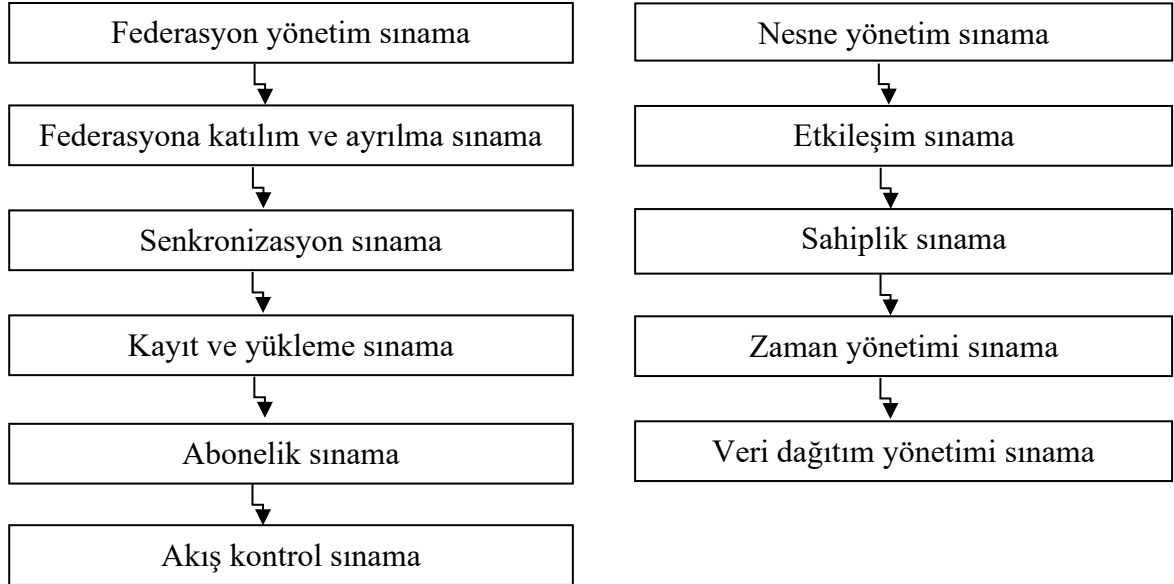 Federasyon yönetim sınama
Federasyona katılım ve ayrılma sınama
Senkronizasyon sınama
Kayıt ve yükleme sınama
Abonelik sınama
Akış kontrol sınama
Nesne yönetim sınama
Etkileşim sınama
Sahiplik sınama
Zaman yönetimi sınama
Veri dağıtım yönetimi sınama